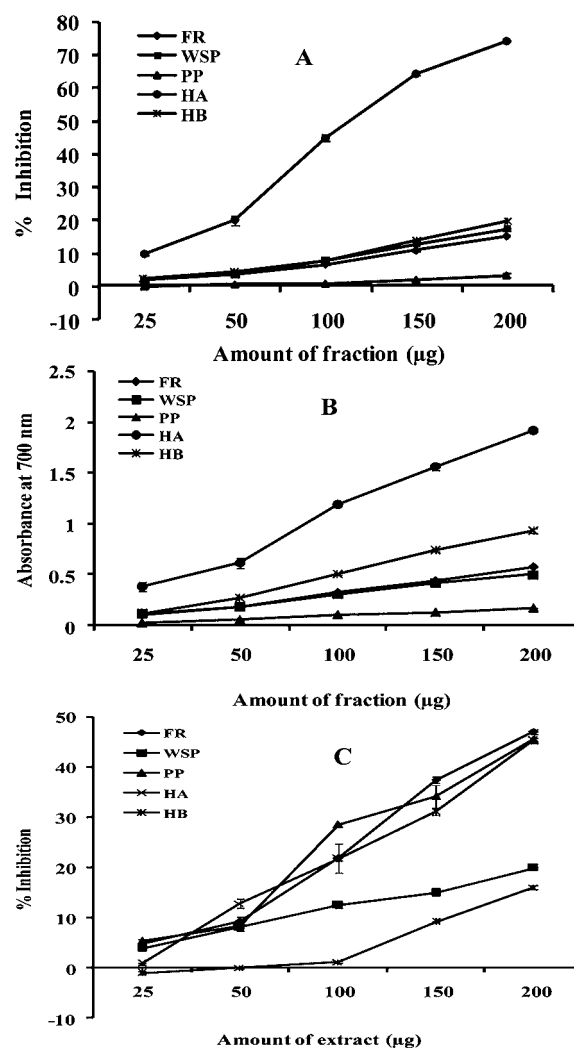 80
70
60
50
40
30
20
10
0
-10
% Inhibition
FR
WSP
PP
HA
HB
A
25 50 100 150 200
Amount of fraction (µg)
2.5
2
1.5
1
0.5
0
Absorbance at 700 nm
FR
WSP
PP
HA
HB
B
25 50 100 150 200
Amount of fraction (µg)
50
40
30
20
10
0
-10
% Inhibition
FR
WSP
PP
HA
HB
C
25 50 100 150 200
Amount of extract (µg)